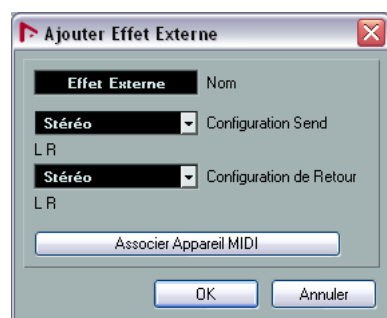 Ajouter Effet Externe
Effet Externe Nom
Stéréo Configuration Send
L R
Stéréo Configuration de Retour
L R
Associer Appareil MIDI
OK Annuler